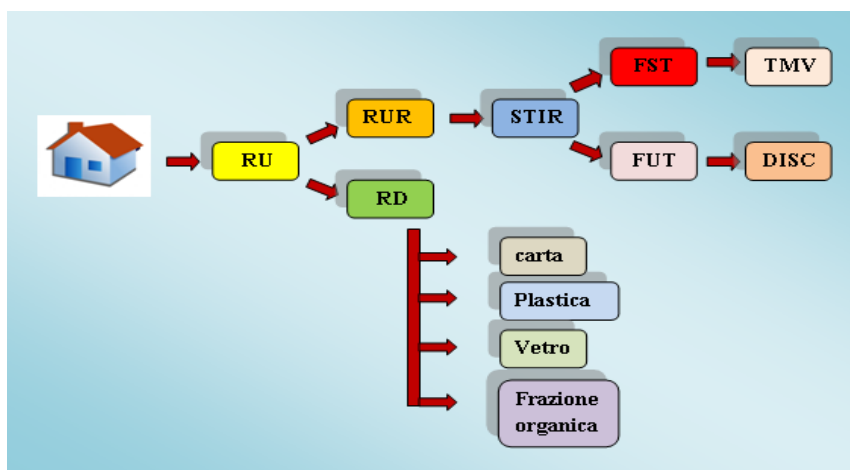 FST
TMV
RUR
STIR
RU
FUT
DISC
RD
carta
Plastica
Vetro
Frazione
organica